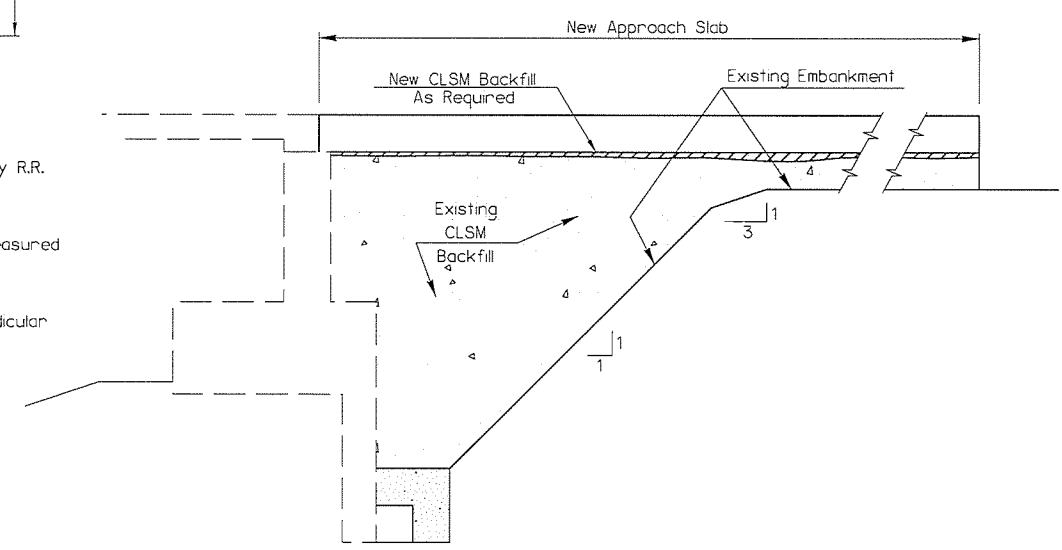 New Approach Slab
New CLSM Backfill
As Required
Existing Embankment
y R.R.
easured
dicular
Existing
CLSM
Backfill
1
3
1
1